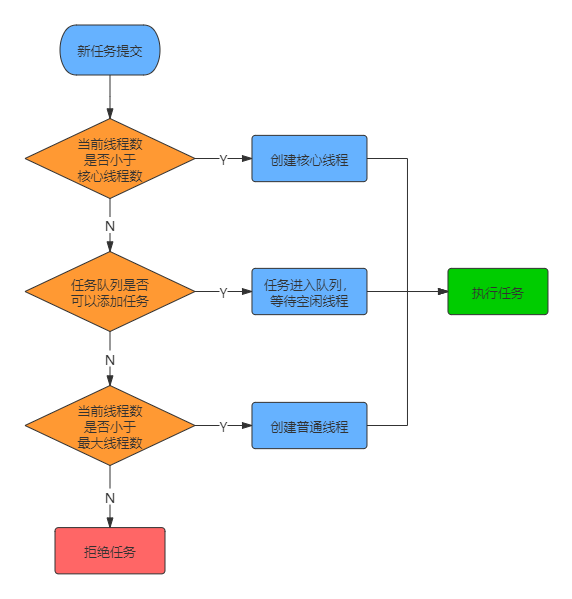 新任务提交
当前线程数
是否小于
核心线程数
Y
创建核心线程
N
任务队列是否
可以添加任务
Y
任务进入队列，
等待空闲线程
执行任务
N
当前线程数
是否小于
最大线程数
Y
创建普通线程
N
拒绝任务